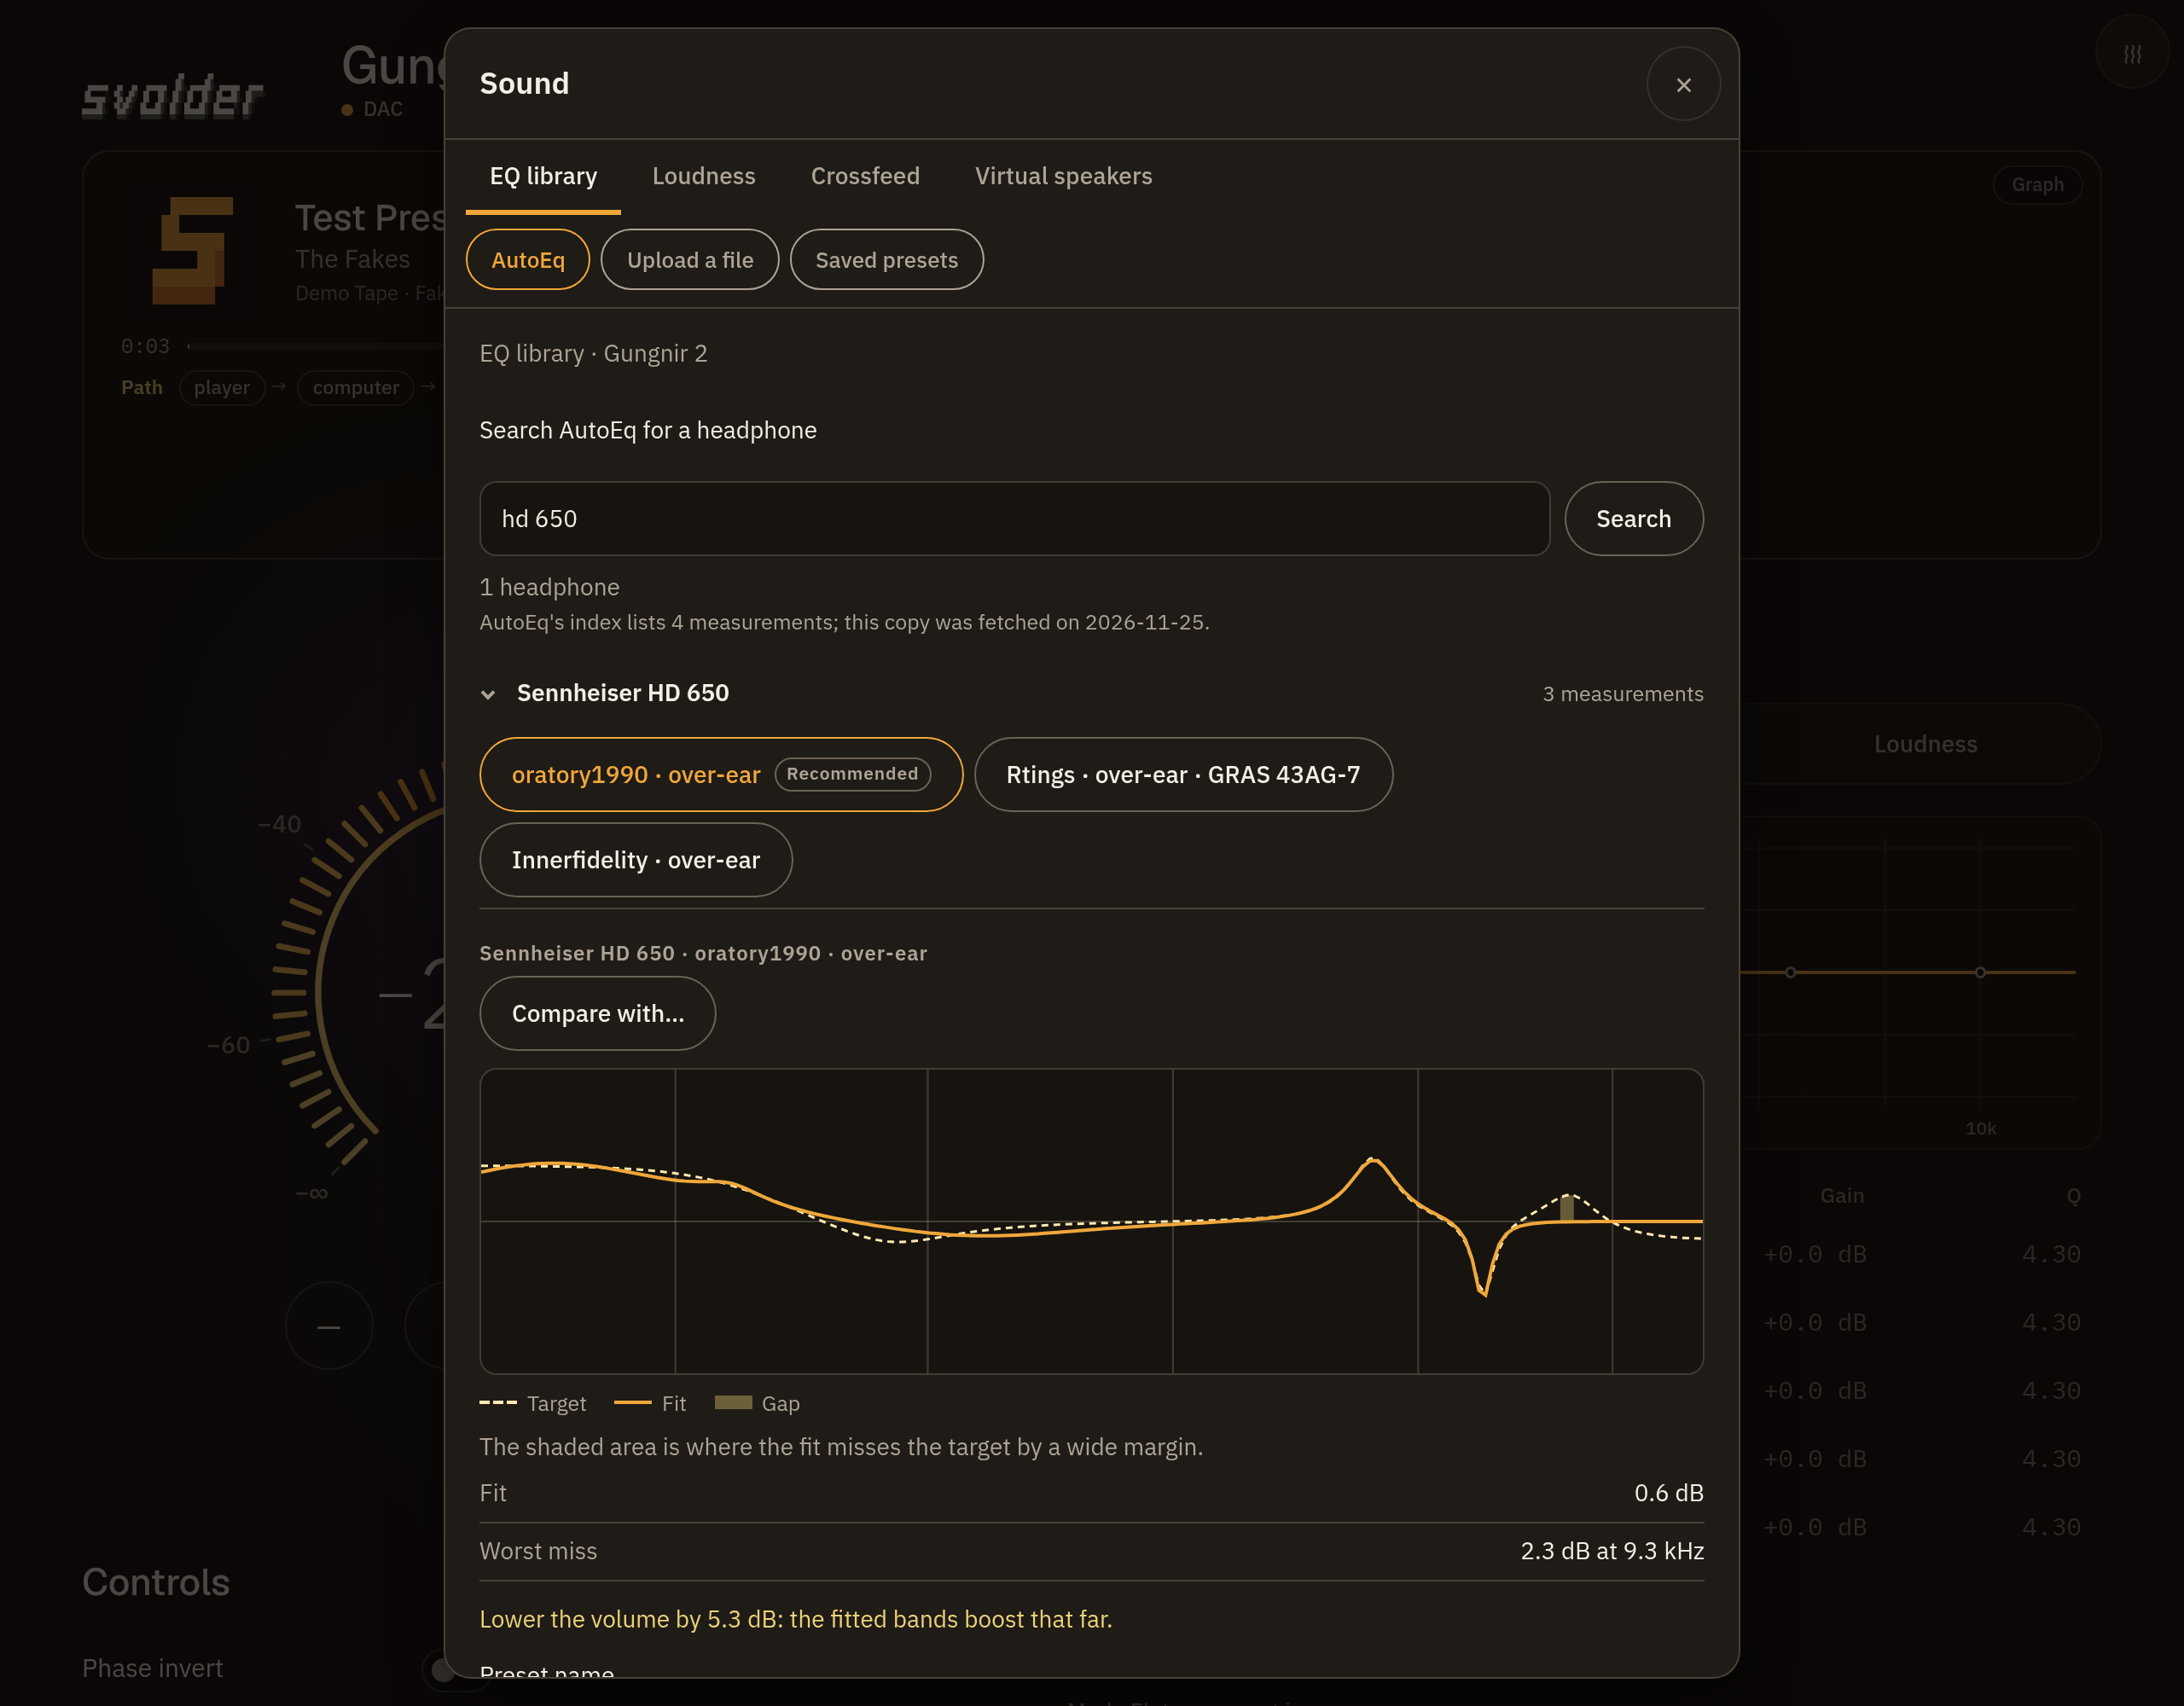 svolder
DAC
Graph
Sound
×
EQ library Loudness Crossfeed Virtual speakers
AutoEq Upload a file Saved presets
The Fakes
0:03
Path player → computer →
EQ library · Gungnir 2
Search AutoEq for a headphone
hd 650 Search
1 headphone
AutoEq's index lists 4 measurements; this copy was fetched on 2026-11-25.
Sennheiser HD 650 3 measurements
oratory1990 · over-ear Recommended Rtings · over-ear · GRAS 43AG-7
Innerfidelity · over-ear
Loudness
−40
−60
−∞
Sennheiser HD 650 · oratory1990 · over-ear
Compare with...
10k
Gain Q
+0.0 dB 4.30
+0.0 dB 4.30
+0.0 dB 4.30
+0.0 dB 4.30
+0.0 dB 4.30
Target Fit Gap
The shaded area is where the fit misses the target by a wide margin.
Fit 0.6 dB
Worst miss 2.3 dB at 9.3 kHz
Lower the volume by 5.3 dB: the fitted bands boost that far.
Preset name
Controls
Phase invert